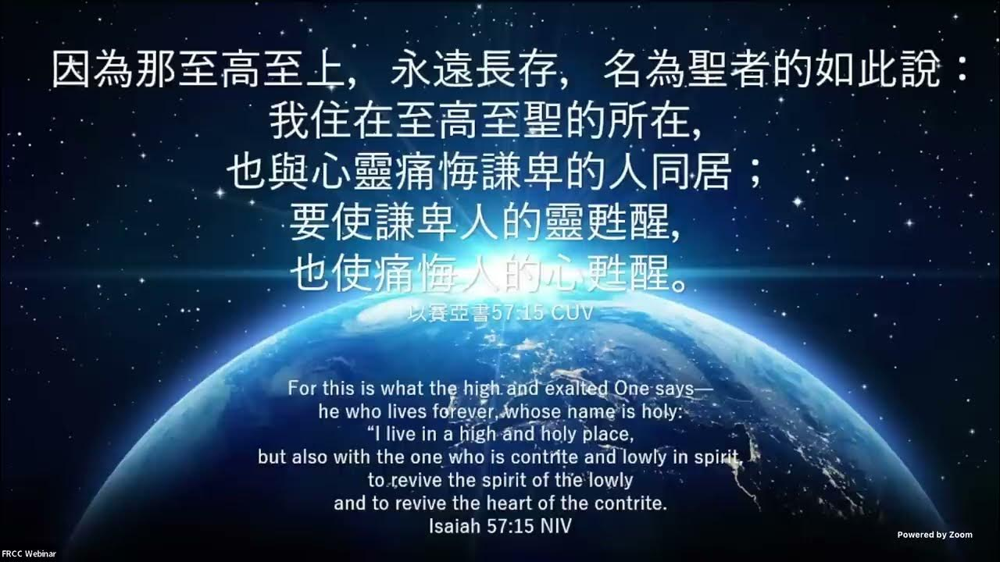 因為那至高至上，永遠長存，名為聖者的如此說：
我住在至高至聖的所在,
也與心靈痛悔謙卑的人同居；
要使謙卑人的靈甦醒,
也使痛悔人的心甦醒。
以賽亞書57:15 CUV
For this is what the high and exalted One says—
he who lives forever, whose name is holy:
“I live in a high and holy place,
but also with the one who is contrite and lowly in spirit,
to revive the spirit of the lowly
and to revive the heart of the contrite.
Isaiah 57:15 NIV
Powered by Zoom
FRCC Webinar